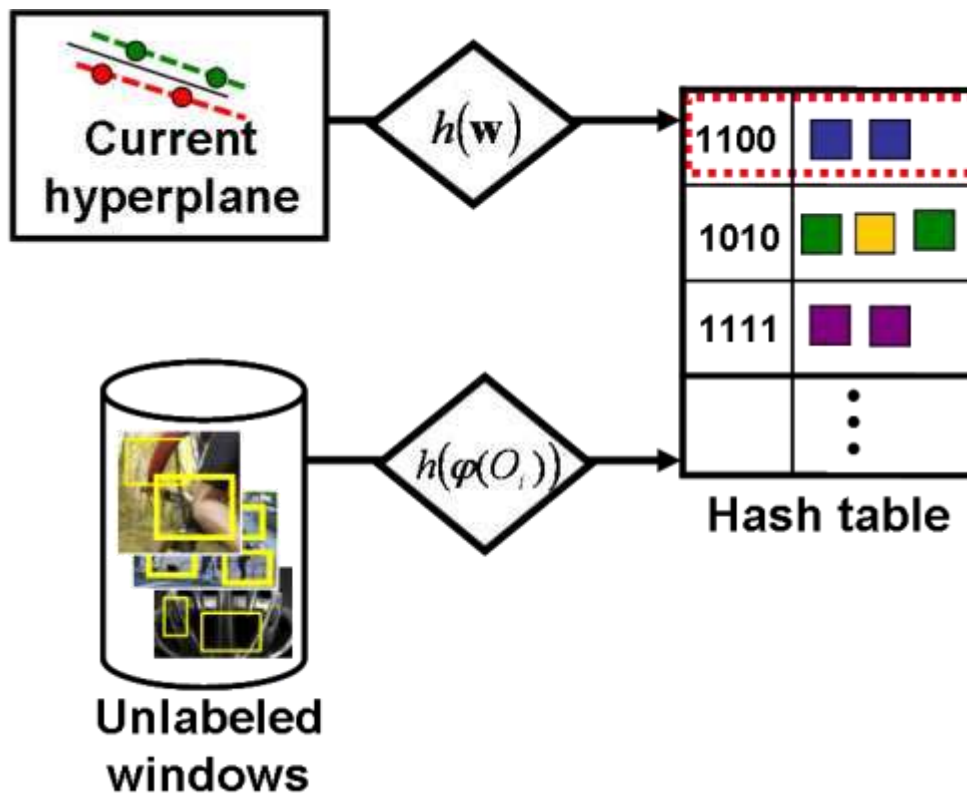 Current
hyperplane
h(w)
1100
1010
1111
h(φ(O_i))
Hash table
Unlabeled
windows